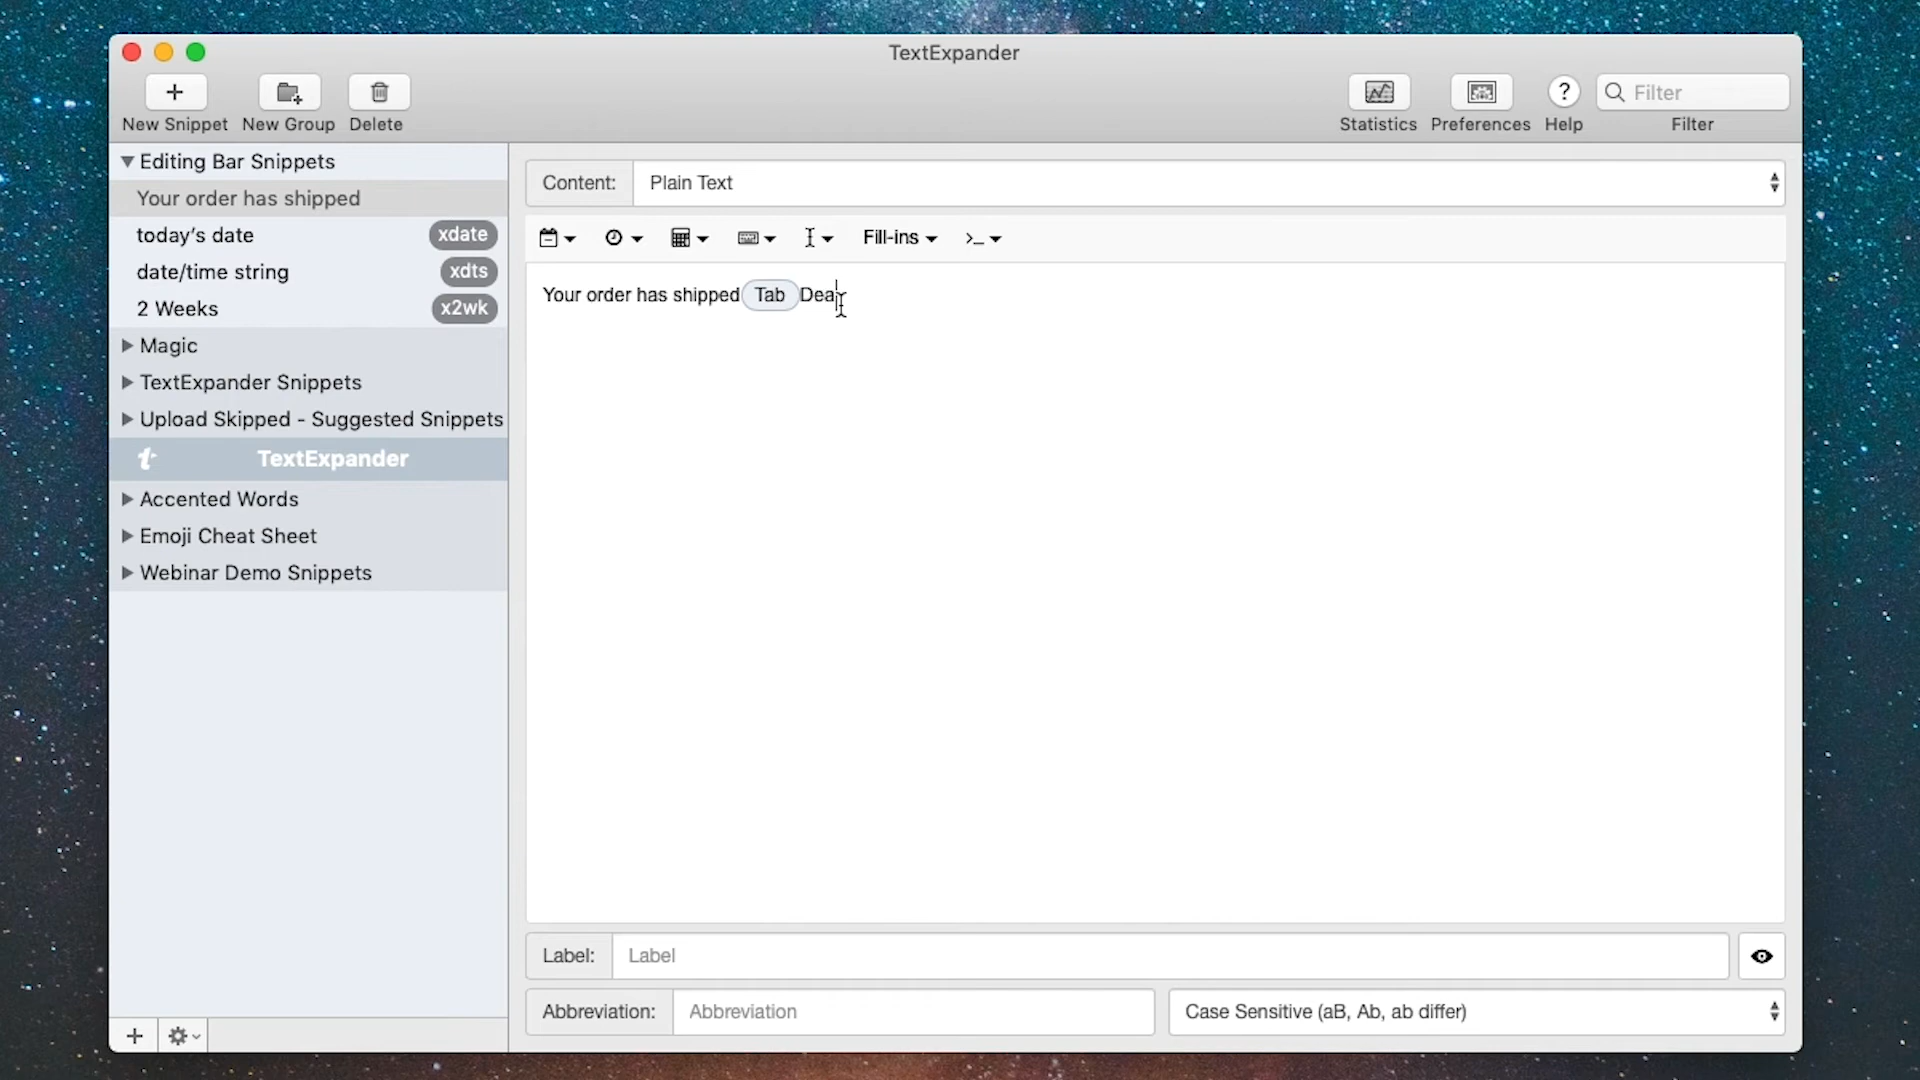 TextExpander
New Snippet New Group Delete Statistics Preferences Help Filter
Filter
Editing Bar Snippets
Your order has shipped
today's date xdate
date/time string xdts
2 Weeks x2wk
Magic
TextExpander Snippets
Upload Skipped - Suggested Snippets
TextExpander
Accented Words
Emoji Cheat Sheet
Webinar Demo Snippets
Content: Plain Text
Fill-ins
Your order has shipped Tab Dea
Label: Label
Abbreviation: Abbreviation Case Sensitive (aB, Ab, ab differ)